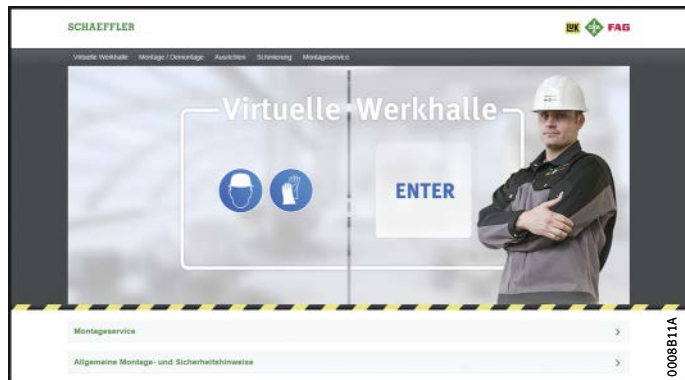 SCHAEFFLER
LUK INA FAG
Virtuelle Werkhalle Montage / Demontage Ausrichten Schmierung Montageservice
Virtuelle Werkhalle
ENTER
Montageservice
Allgemeine Montage- und Sicherheitshinweise
0008B11A